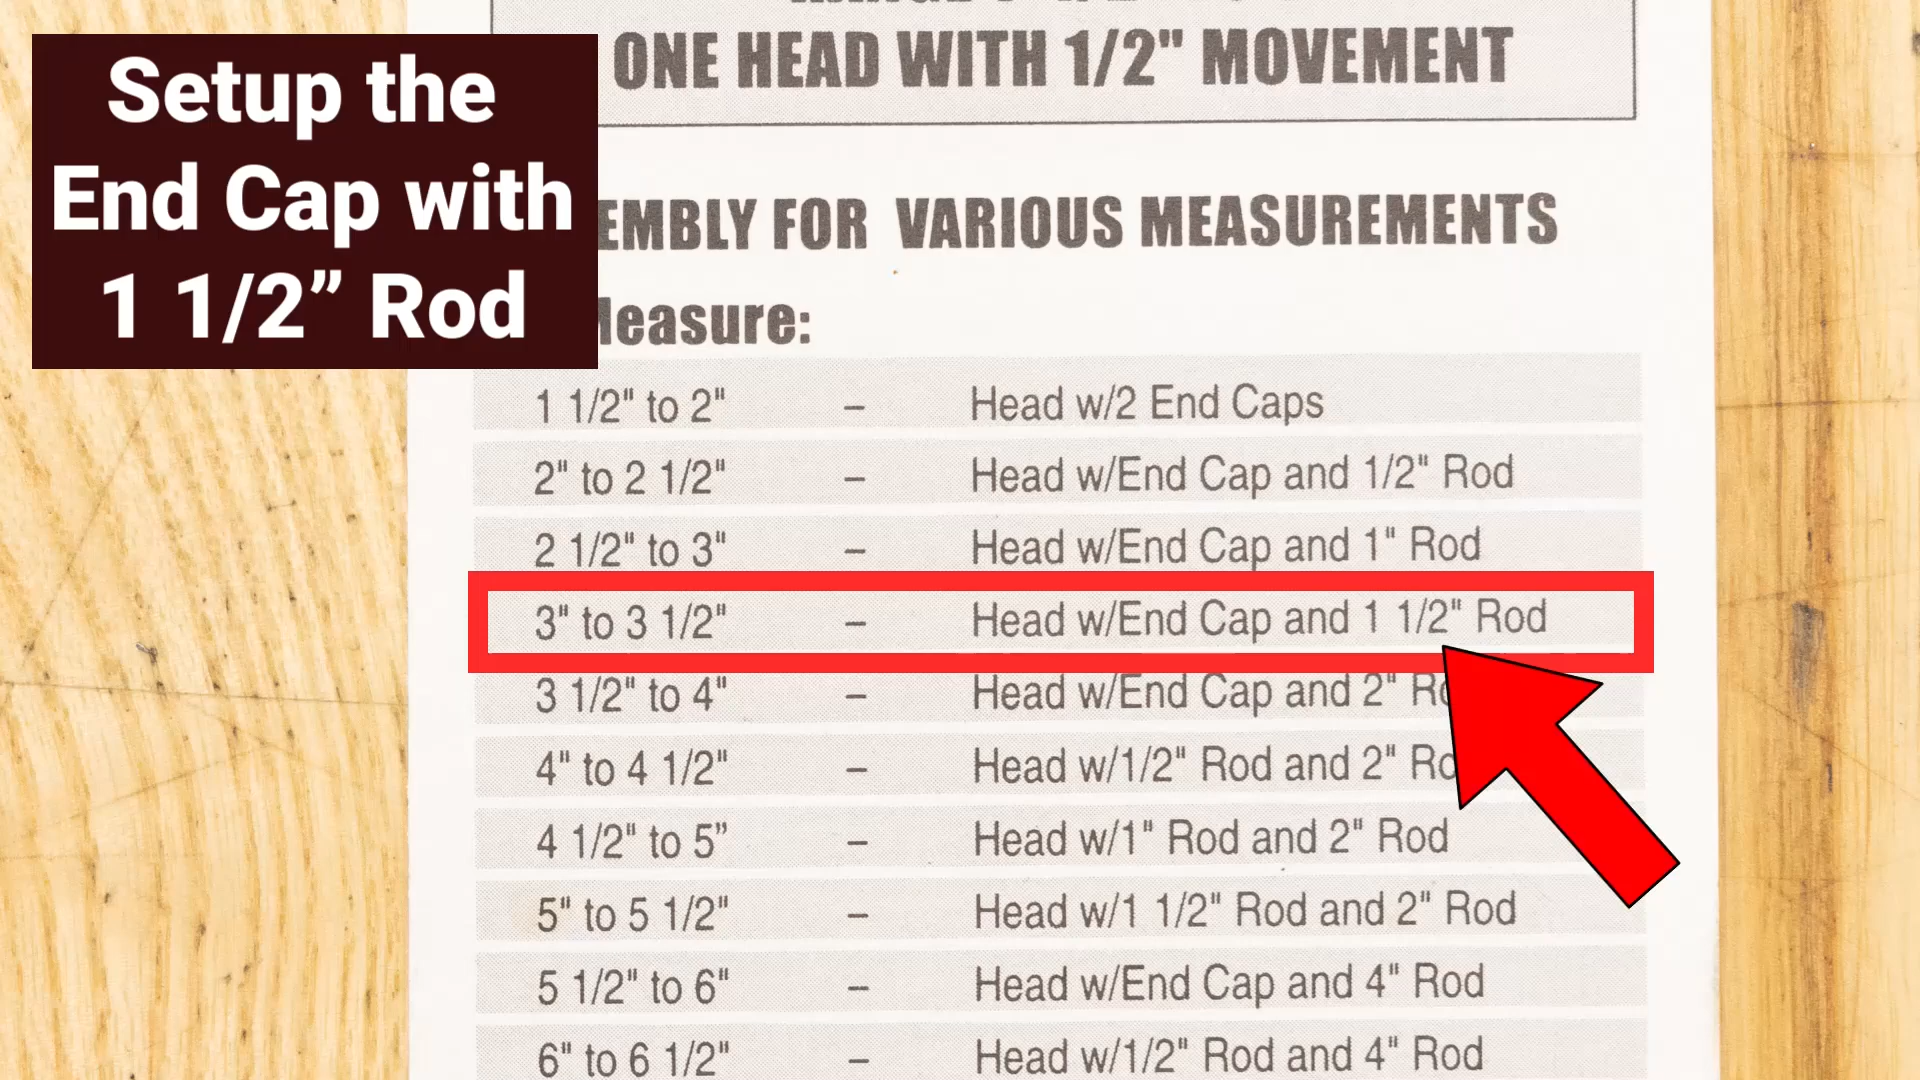 Setup the
End Cap with
1 1/2” Rod
ONE HEAD WITH 1/2" MOVEMENT
EMBLY FOR VARIOUS MEASUREMENTS
Measure:
1 1/2" to 2" – Head w/2 End Caps
2" to 2 1/2" – Head w/End Cap and 1/2" Rod
2 1/2" to 3" – Head w/End Cap and 1" Rod
3" to 3 1/2" – Head w/End Cap and 1 1/2" Rod
3 1/2" to 4" – Head w/End Cap and 2" Ro
4" to 4 1/2" – Head w/1/2" Rod and 2" Ro
4 1/2" to 5” – Head w/1" Rod and 2" Rod
5" to 5 1/2" – Head w/1 1/2" Rod and 2" Rod
5 1/2" to 6" – Head w/End Cap and 4" Rod
6" to 6 1/2" – Head w/1/2" Rod and 4" Rod